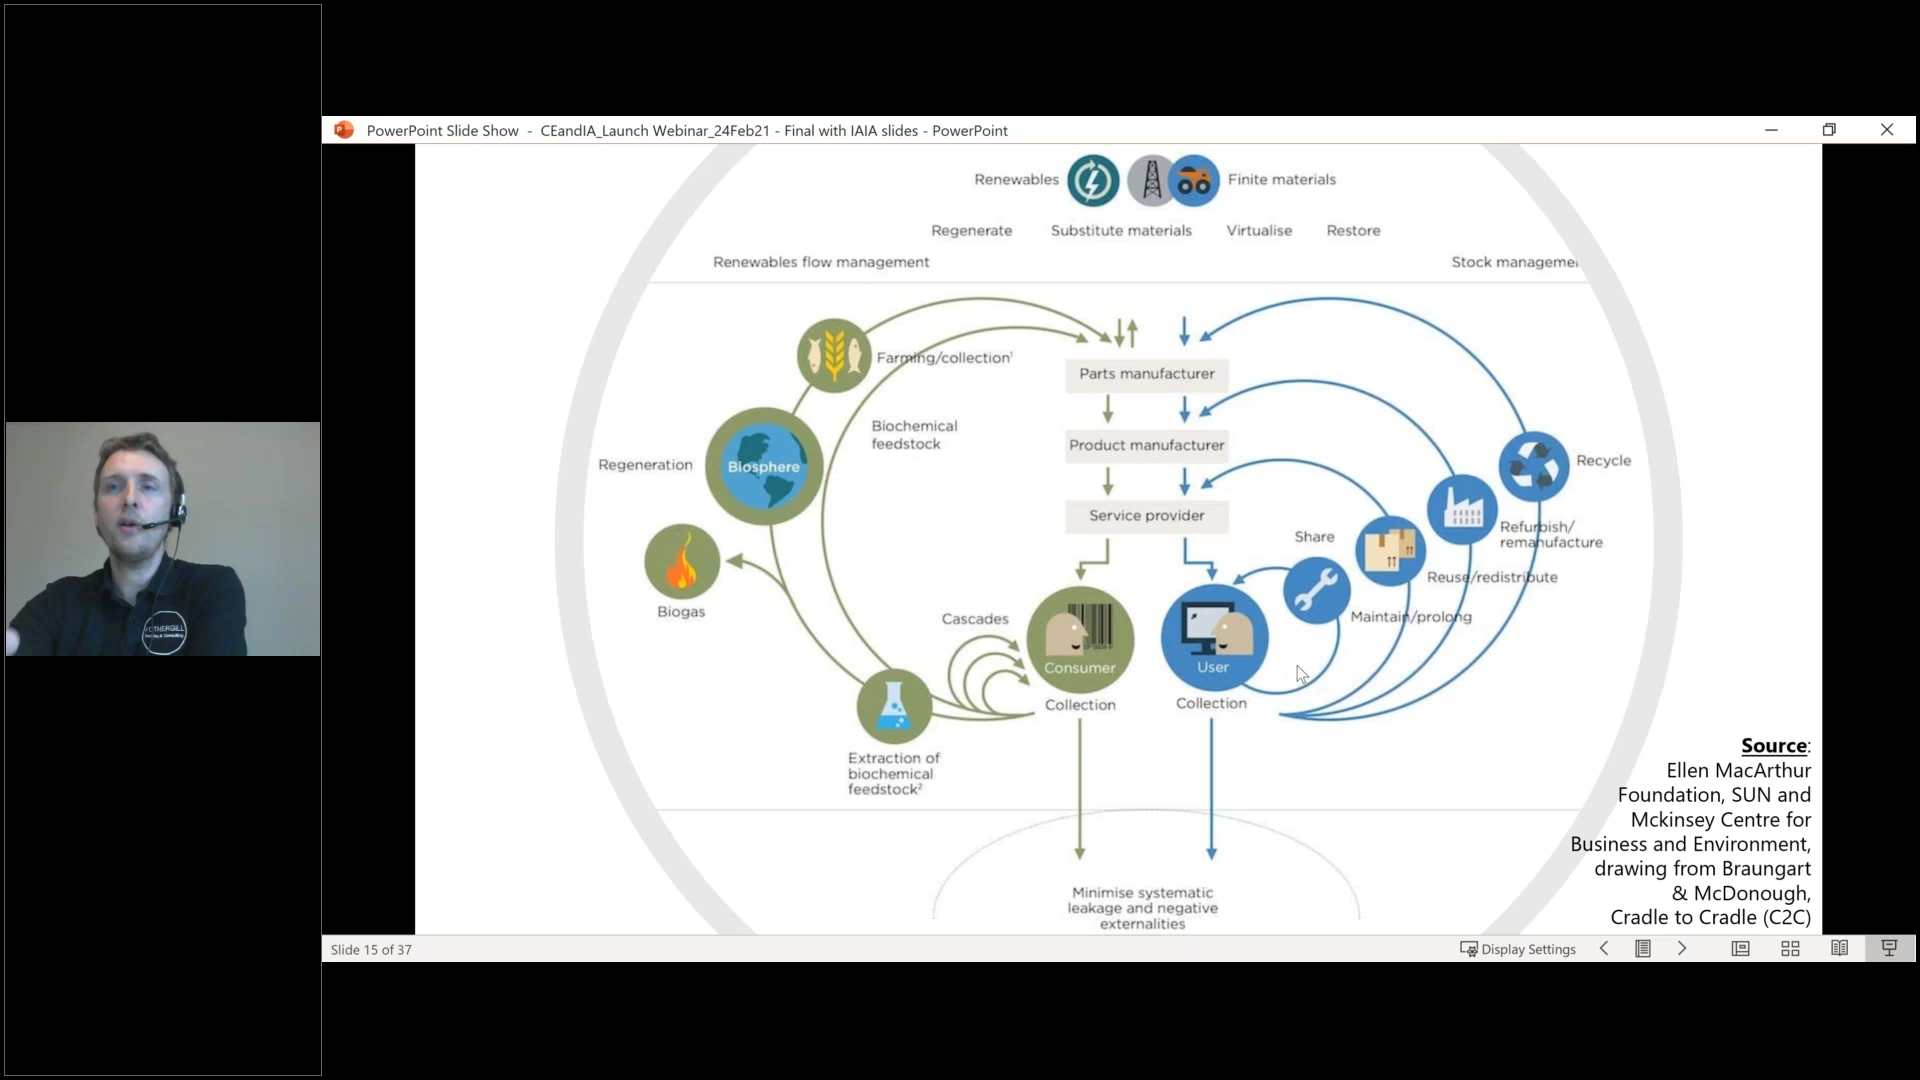 PowerPoint Slide Show - CEandIA_Launch Webinar_24Feb21 - Final with IAIA slides - PowerPoint
Renewables
Finite materials
Regenerate
Substitute materials
Virtualise
Restore
Renewables flow management
Stock managemen
Farming/collection¹
Parts manufacturer
Biochemical
feedstock
Product manufacturer
Regeneration
Biosphere
Recycle
Service provider
Share
Refurbish/
remanufacture
Reuse/redistribute
Biogas
Cascades
Maintain/prolong
Consumer
User
Collection
Collection
Extraction of
biochemical
feedstock²
Minimise systematic
leakage and negative
externalities
Source:
Ellen MacArthur
Foundation, SUN and
Mckinsey Centre for
Business and Environment,
drawing from Braungart
& McDonough,
Cradle to Cradle (C2C)
Slide 15 of 37
Display Settings